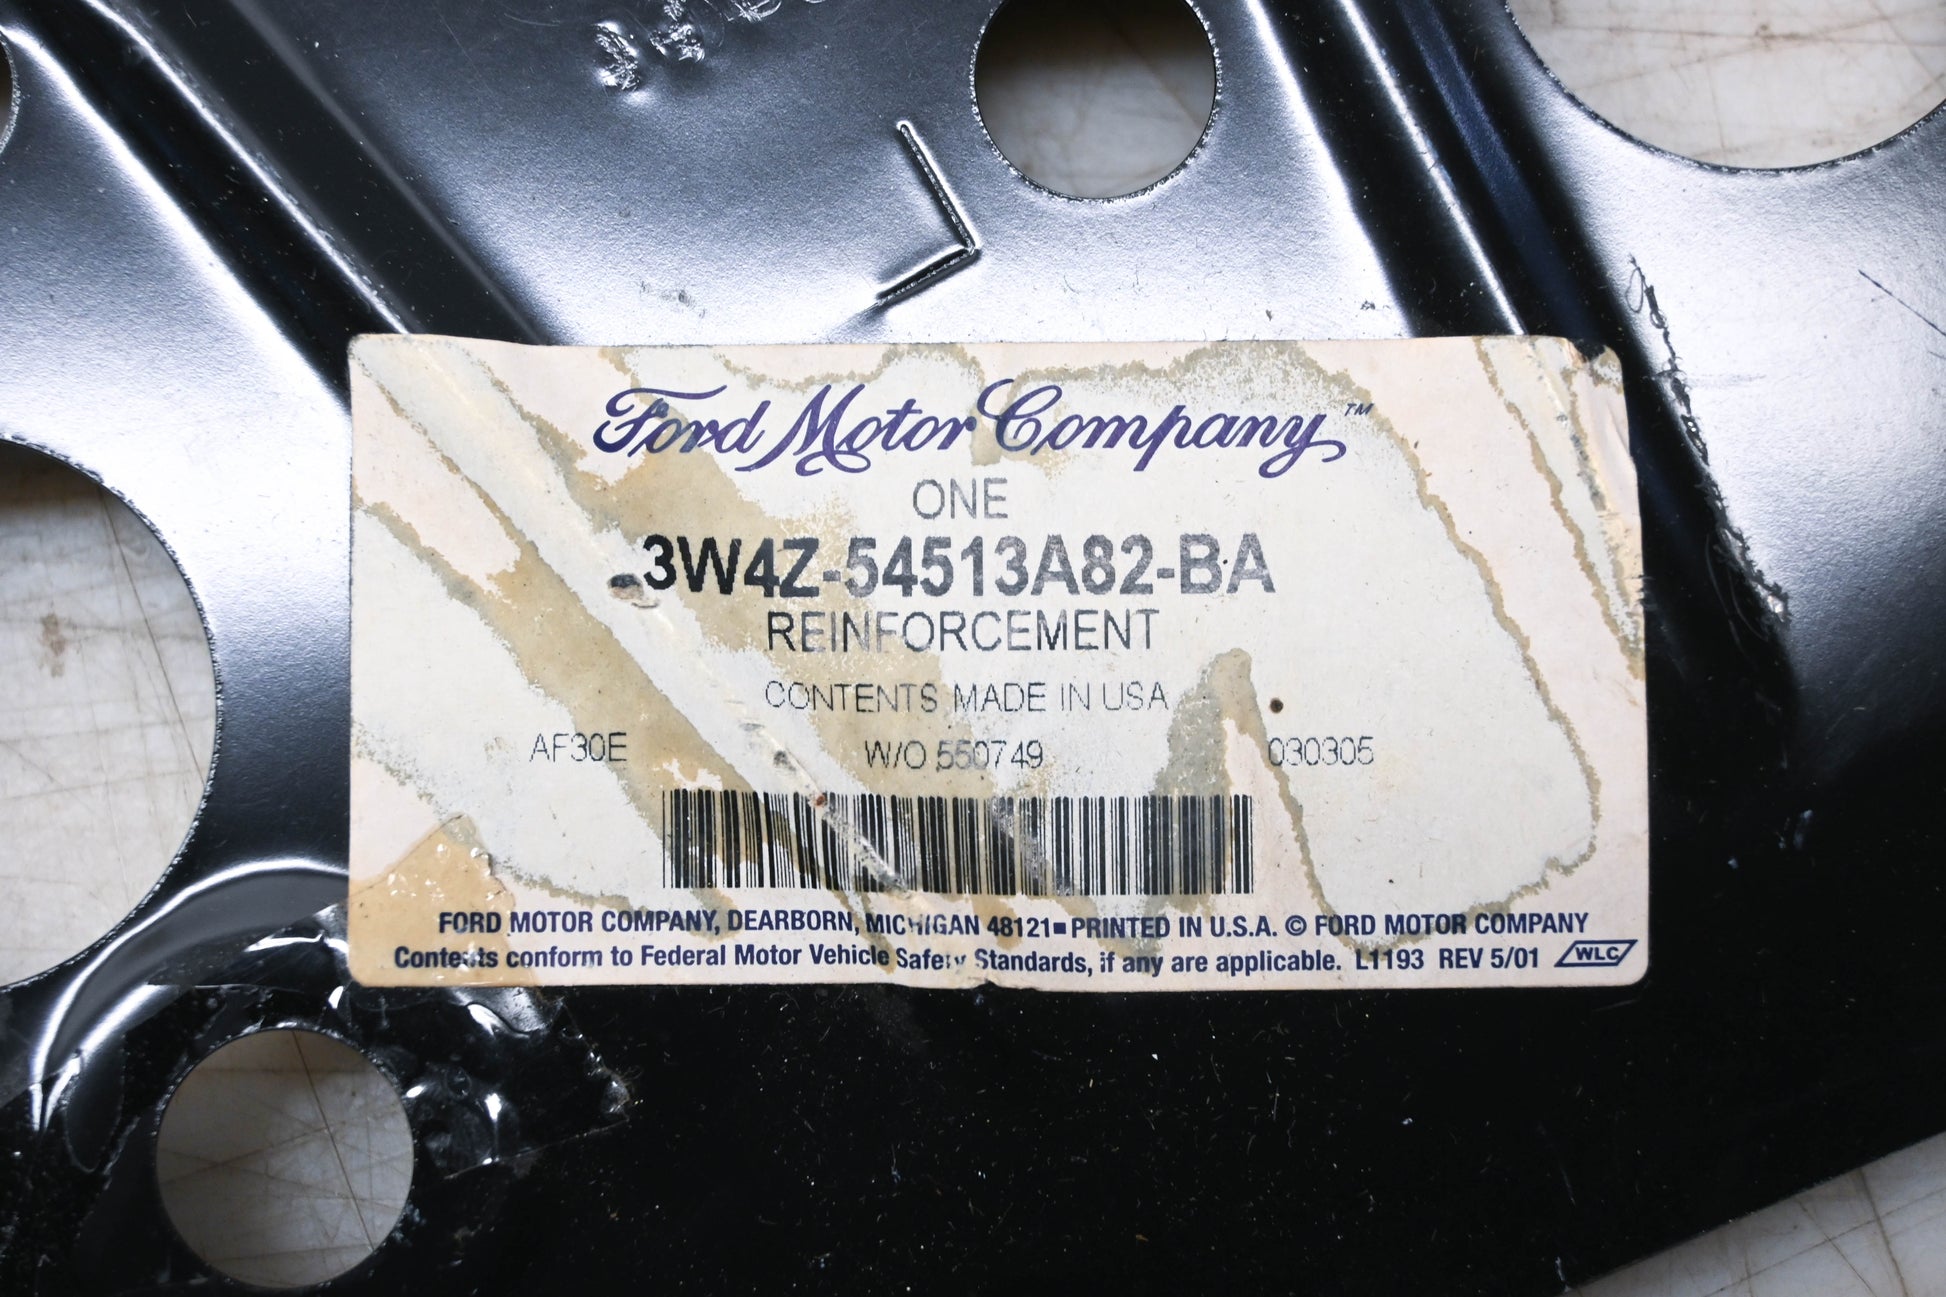 Ford Motor Company™
ONE
3W4Z-54513A82-BA
REINFORCEMENT
CONTENTS MADE IN USA
AF30E W/O 550749 030305
FORD MOTOR COMPANY, DEARBORN, MICHIGAN 48121■PRINTED IN U.S.A. © FORD MOTOR COMPANY
Contents conform to Federal Motor Vehicle Safety Standards, if any are applicable. L1193 REV 5/01 WLC